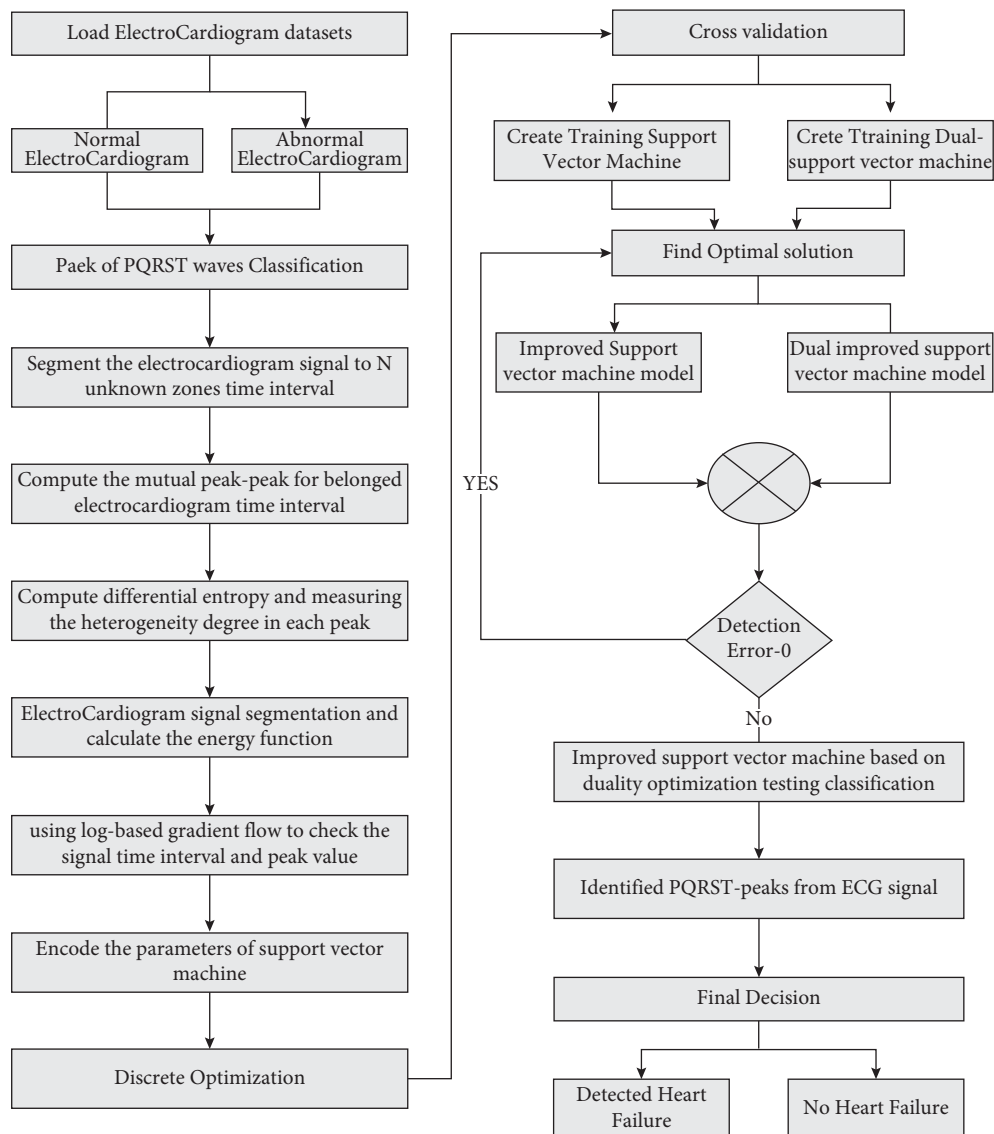 Load ElectroCardiogram datasets
Normal
ElectroCardiogram
Abnormal
ElectroCardiogram
Paek of PQRST waves Classification
Segment the electrocardiogram signal to N
unknown zones time interval
Compute the mutual peak-peak for belonged
electrocardiogram time interval
Compute differential entropy and measuring
the heterogeneity degree in each peak
ElectroCardiogram signal segmentation and
calculate the energy function
using log-based gradient flow to check the
signal time interval and peak value
Encode the parameters of support vector
machine
Discrete Optimization
Cross validation
Create Training Support
Vector Machine
Crete Ttraining Dual-
support vector machine
Find Optimal solution
Improved Support
vector machine model
Dual improved support
vector machine model
YES
Detection
Error-0
No
Improved support vector machine based on
duality optimization testing classification
Identified PQRST-peaks from ECG signal
Final Decision
Detected Heart
Failure
No Heart Failure